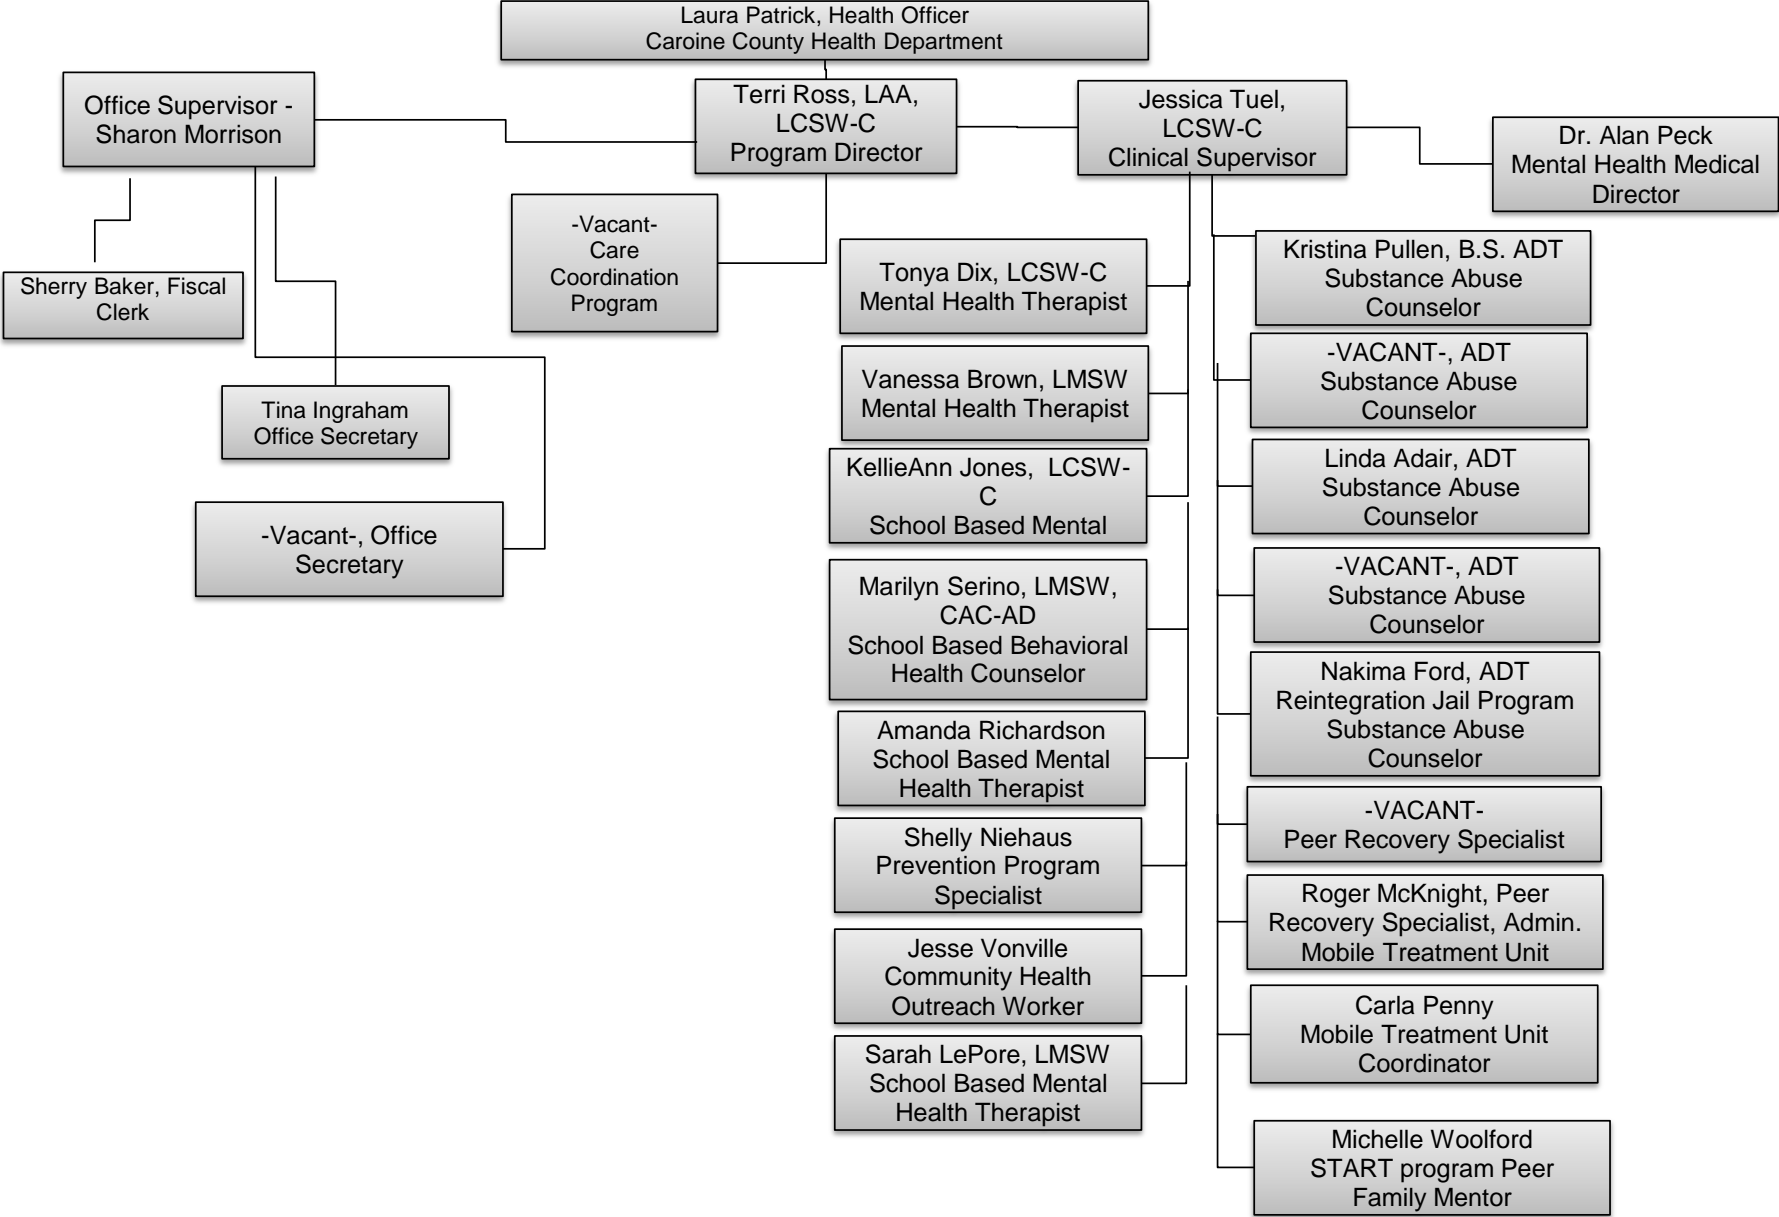 Laura Patrick, Health Officer
Caroine County Health Department
Office Supervisor -
Sharon Morrison
Terri Ross, LAA,
LCSW-C
Program Director
Jessica Tuel,
LCSW-C
Clinical Supervisor
Dr. Alan Peck
Mental Health Medical
Director
-Vacant-
Care
Coordination
Program
Sherry Baker, Fiscal
Clerk
Tina Ingraham
Office Secretary
-Vacant-, Office
Secretary
Tonya Dix, LCSW-C
Mental Health Therapist
Vanessa Brown, LMSW
Mental Health Therapist
KellieAnn Jones,  LCSW-
C
School Based Mental
Marilyn Serino, LMSW,
CAC-AD
School Based Behavioral
Health Counselor
Amanda Richardson
School Based Mental
Health Therapist
Shelly Niehaus
Prevention Program
Specialist
Jesse Vonville
Community Health
Outreach Worker
Sarah LePore, LMSW
School Based Mental
Health Therapist
Kristina Pullen, B.S. ADT
Substance Abuse
Counselor
-VACANT-, ADT
Substance Abuse
Counselor
Linda Adair, ADT
Substance Abuse
Counselor
-VACANT-, ADT
Substance Abuse
Counselor
Nakima Ford, ADT
Reintegration Jail Program
Substance Abuse
Counselor
-VACANT-
Peer Recovery Specialist
Roger McKnight, Peer
Recovery Specialist, Admin.
Mobile Treatment Unit
Carla Penny
Mobile Treatment Unit
Coordinator
Michelle Woolford
START program Peer
Family Mentor